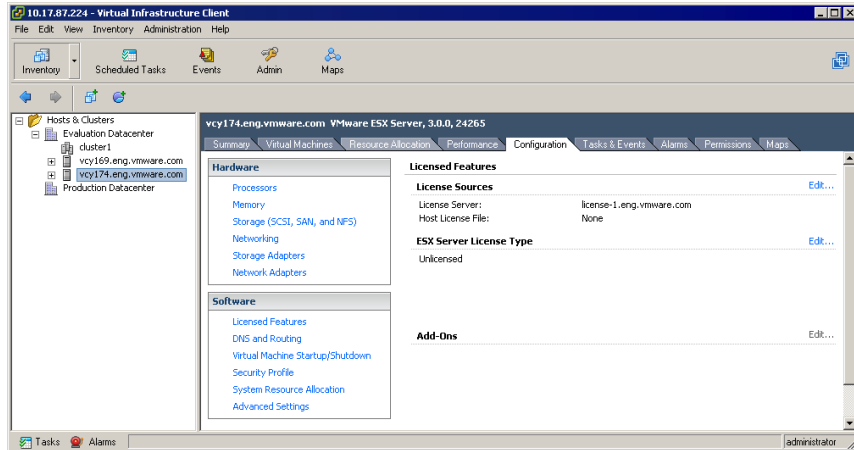 10.17.87.224 - Virtual Infrastructure Client
File Edit View Inventory Administration Help
Inventory Scheduled Tasks Events Admin Maps
Hosts & Clusters
Evaluation Datacenter
cluster1
vcy169.eng.vmware.com
vcy174.eng.vmware.com
Production Datacenter
vcy174.eng.vmware.com VMware ESX Server, 3.0.0, 24265
Summary Virtual Machines Resource Allocation Performance Configuration Tasks & Events Alarms Permissions Maps
Hardware
Processors
Memory
Storage (SCSI, SAN, and NFS)
Networking
Storage Adapters
Network Adapters
Software
Licensed Features
DNS and Routing
Virtual Machine Startup/Shutdown
Security Profile
System Resource Allocation
Advanced Settings
Licensed Features
License Sources Edit...
License Server: license-1.eng.vmware.com
Host License File: None
ESX Server License Type Edit...
Unlicensed
Add-Ons Edit...
Tasks Alarms administrator